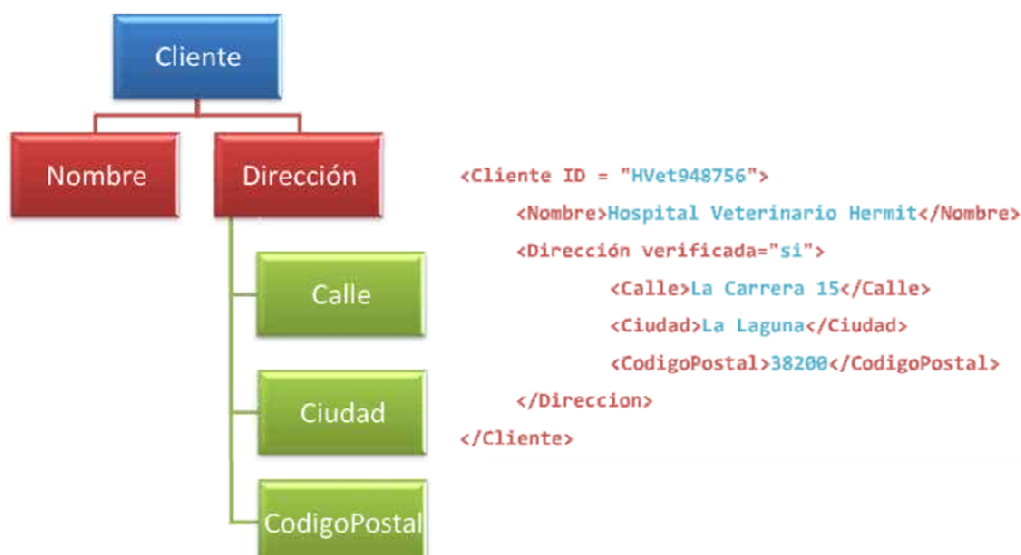 Cliente
Nombre
Dirección
Calle
Ciudad
CodigoPostal
<Cliente ID = "HVet948756">
<Nombre>Hospital Veterinario Hermit</Nombre>
<Dirección verificada="si">
<Calle>La Carrera 15</Calle>
<Ciudad>La Laguna</Ciudad>
<CodigoPostal>38200</CodigoPostal>
</Direccion>
</Cliente>